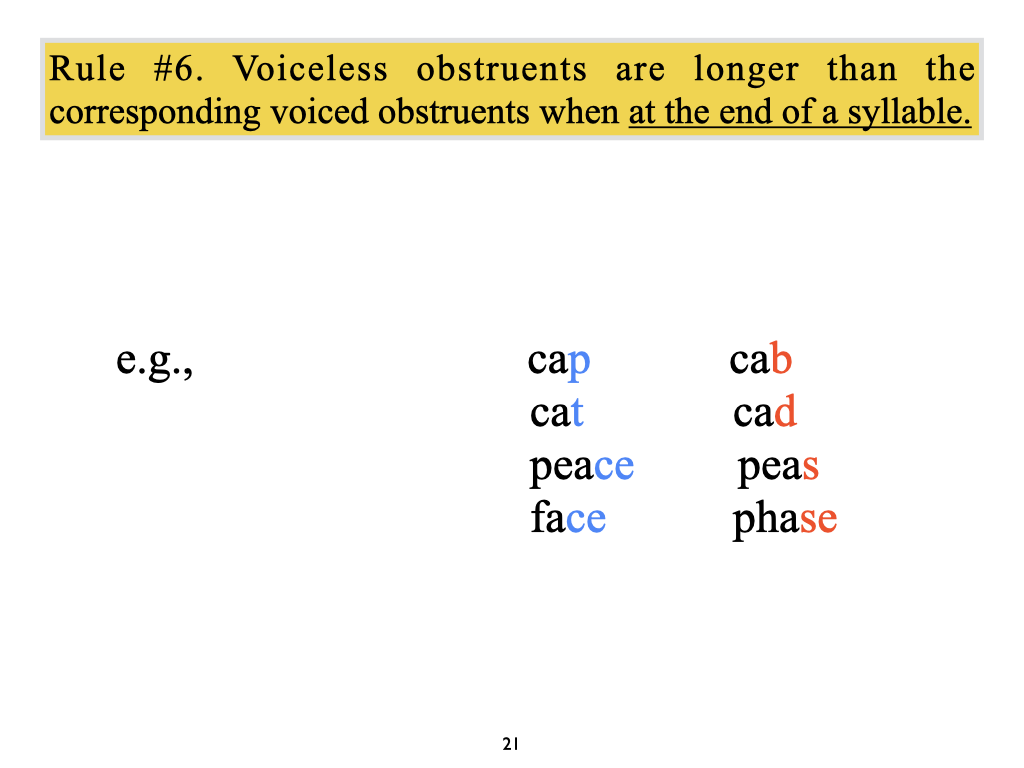 Rule #6. Voiceless obstruents are longer than the
corresponding voiced obstruents when at the end of a syllable.
e.g., cap cab
cat cad
peace peas
face phase
21